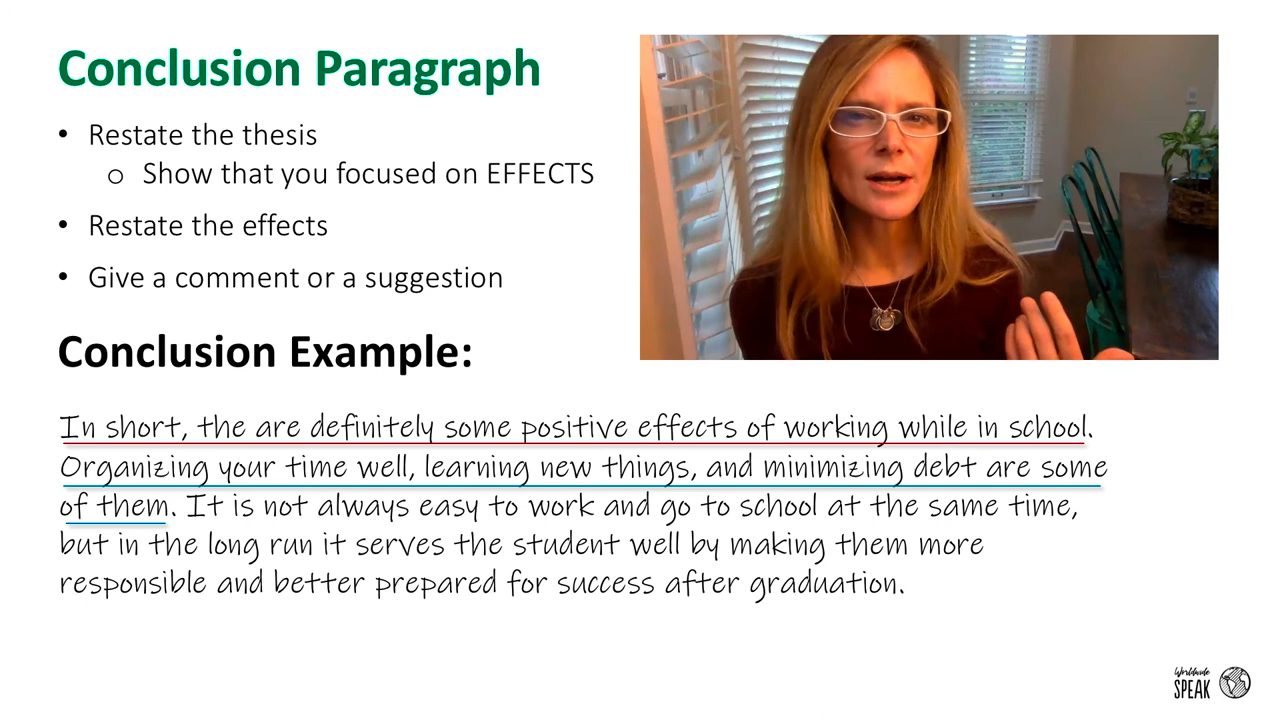 Conclusion Paragraph
• Restate the thesis
o Show that you focused on EFFECTS
• Restate the effects
• Give a comment or a suggestion
Conclusion Example:
In short, the are definitely some positive effects of working while in school.
Organizing your time well, learning new things, and minimizing debt are some
of them. It is not always easy to work and go to school at the same time,
but in the long run it serves the student well by making them more
responsible and better prepared for success after graduation.
Worldwide
SPEAK